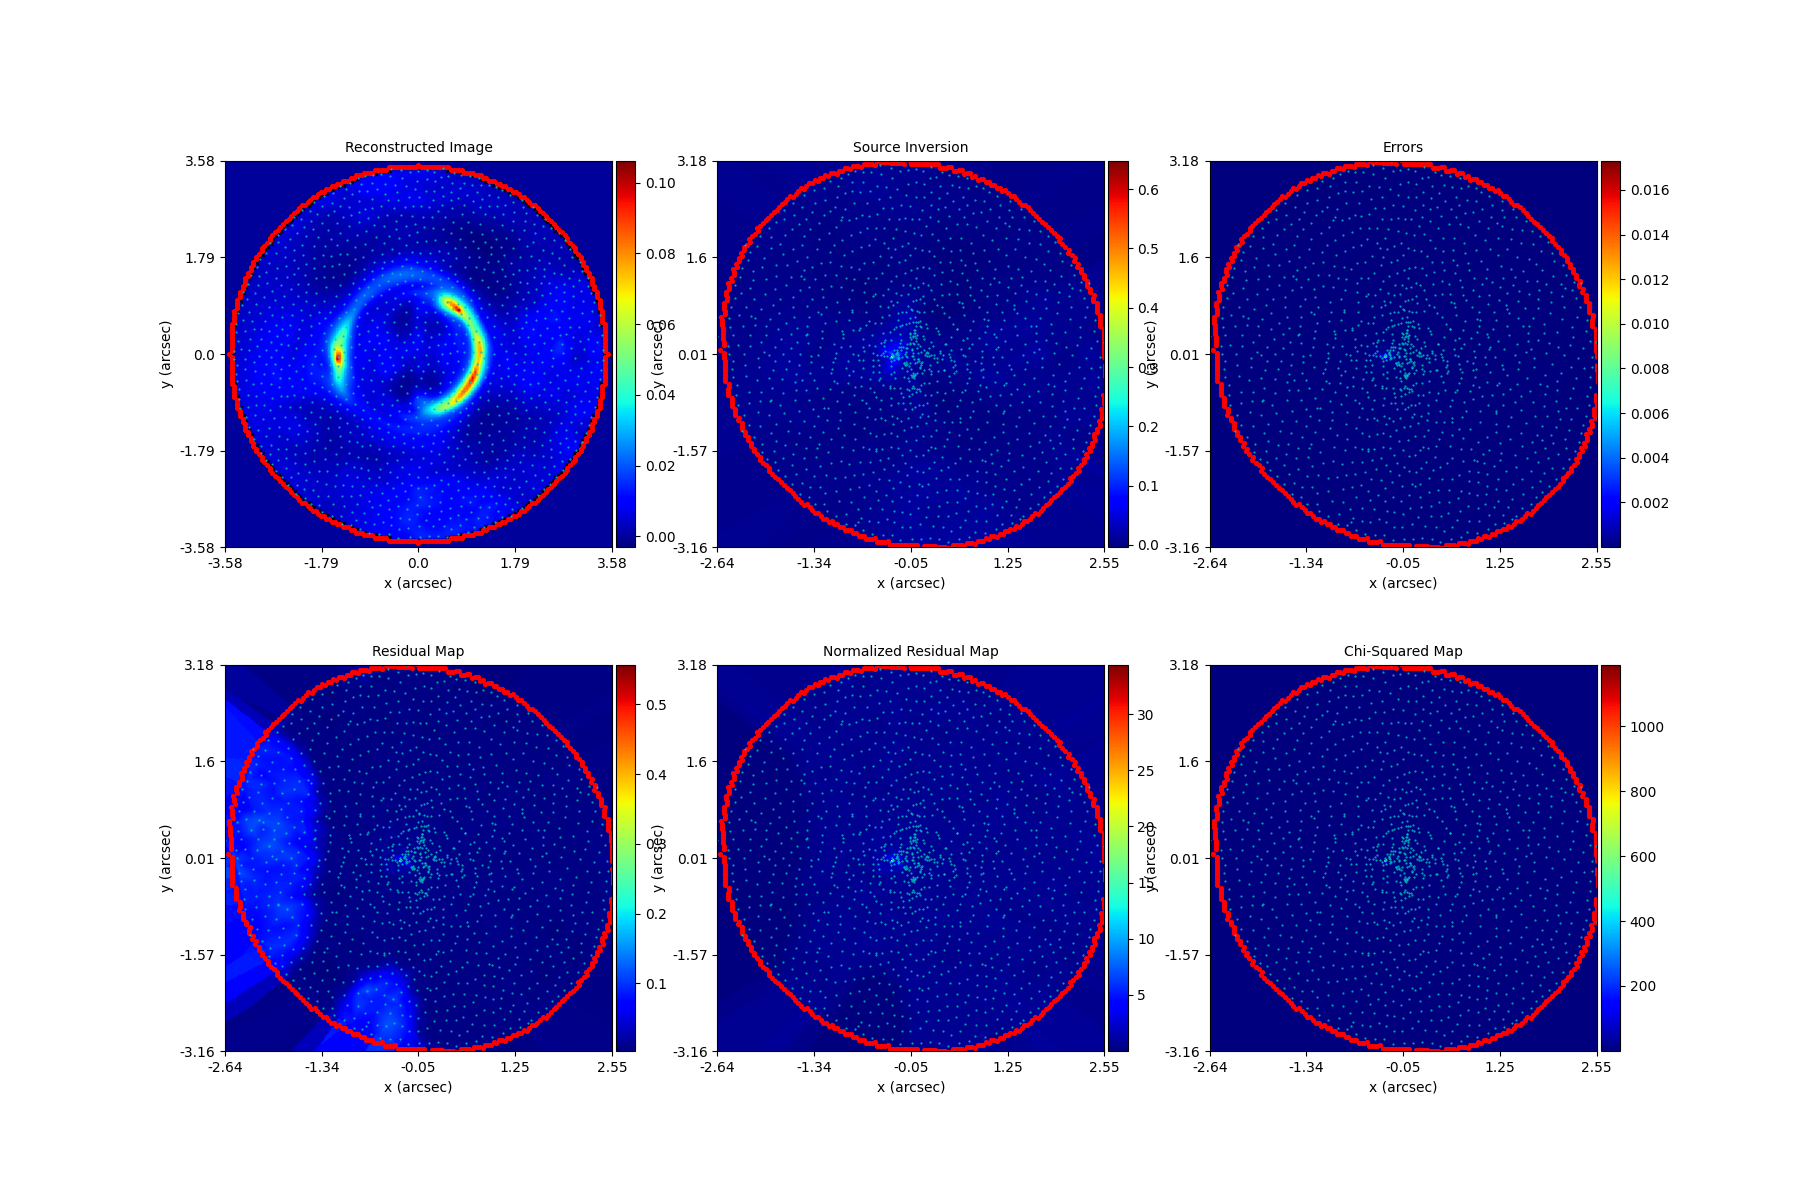 Reconstructed Image
3.58
1.79
0.0
-1.79
-3.58
y (arcsec)
-3.58 -1.79 0.0 1.79 3.58
x (arcsec)
0.10
0.08
0.06
0.04
0.02
0.00
Source Inversion
3.18
1.6
0.01
-1.57
-3.16
y (arcsec)
-2.64 -1.34 -0.05 1.25 2.55
x (arcsec)
0.6
0.5
0.4
0.3
0.2
0.1
0.0
Errors
3.18
1.6
0.01
-1.57
-3.16
y (arcsec)
-2.64 -1.34 -0.05 1.25 2.55
x (arcsec)
0.016
0.014
0.012
0.010
0.008
0.006
0.004
0.002
Residual Map
3.18
1.6
0.01
-1.57
-3.16
y (arcsec)
-2.64 -1.34 -0.05 1.25 2.55
x (arcsec)
0.5
0.4
0.3
0.2
0.1
Normalized Residual Map
3.18
1.6
0.01
-1.57
-3.16
y (arcsec)
-2.64 -1.34 -0.05 1.25 2.55
x (arcsec)
30
25
20
15
10
5
Chi-Squared Map
3.18
1.6
0.01
-1.57
-3.16
y (arcsec)
-2.64 -1.34 -0.05 1.25 2.55
x (arcsec)
1000
800
600
400
200